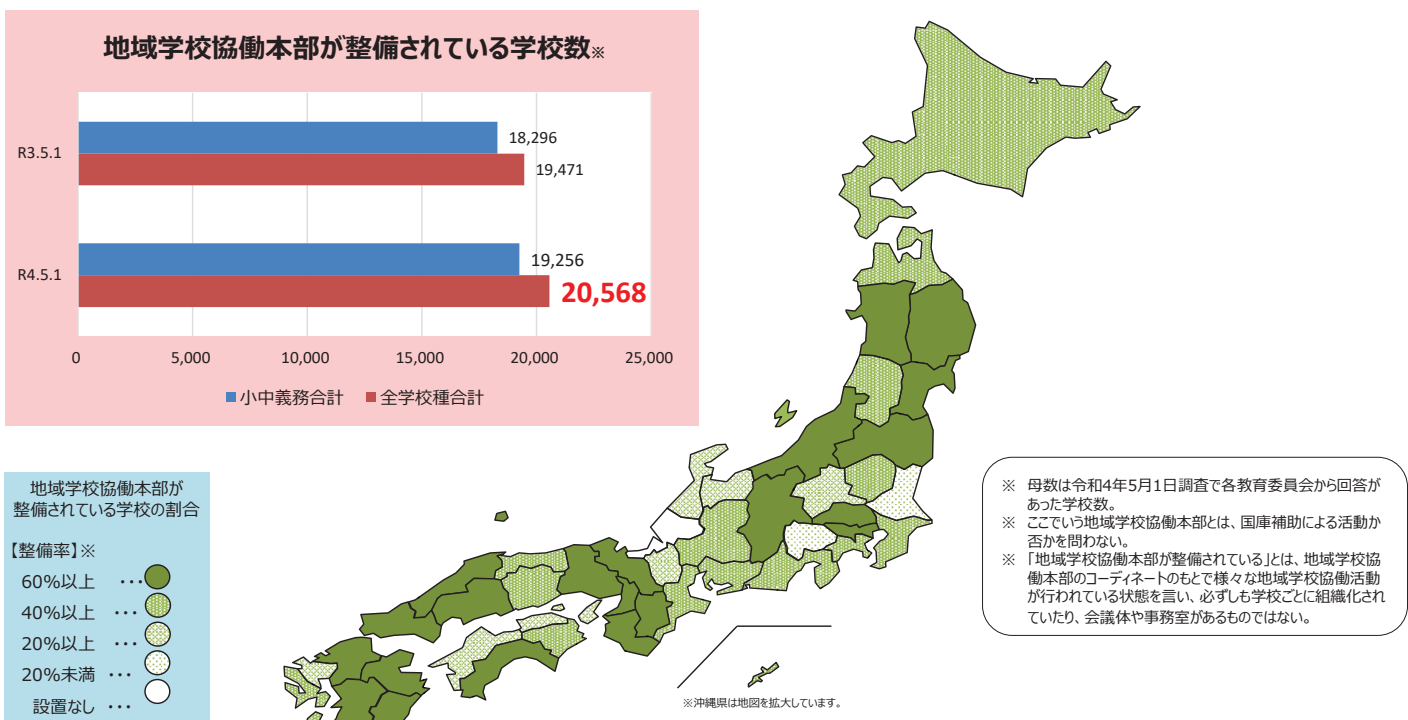 地域学校協働本部が整備されている学校数※
R3.5.1
18,296
19,471
R4.5.1
19,256
20,568
0 5,000 10,000 15,000 20,000 25,000
■小中義務合計 ■全学校種合計
地域学校協働本部が
整備されている学校の割合
【整備率】※
60%以上 ・・・
40%以上 ・・・
20%以上 ・・・
20%未満 ・・・
設置なし ・・・
※ 母数は令和4年5月1日調査で各教育委員会から回答が
あった学校数。
※ ここでいう地域学校協働本部とは、国庫補助による活動か
否かを問わない。
※ 「地域学校協働本部が整備されている」とは、地域学校協
働本部のコーディネートのもとで様々な地域学校協働活動
が行われている状態を言い、必ずしも学校ごとに組織化され
ていたり、会議体や事務室があるものではない。
※沖縄県は地図を拡大しています。